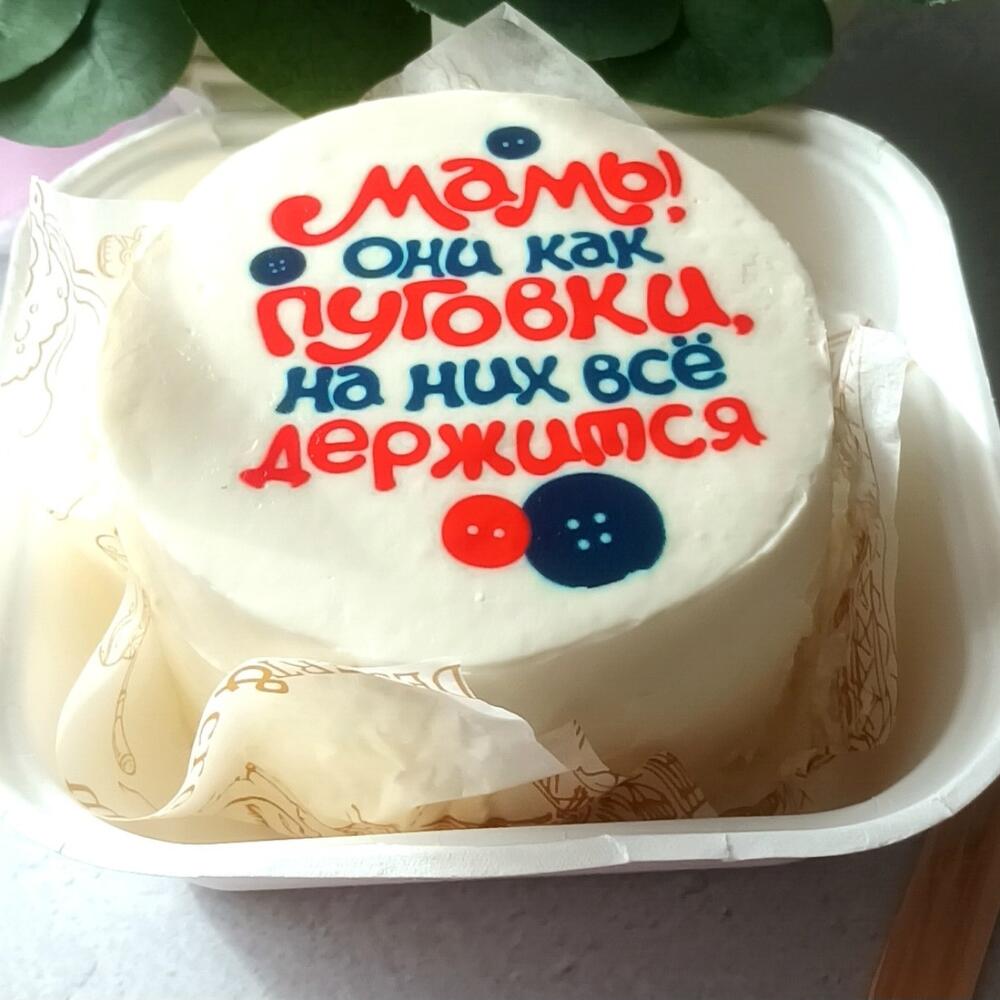 Мамы!
они как
пуговки,
на них всё
держится